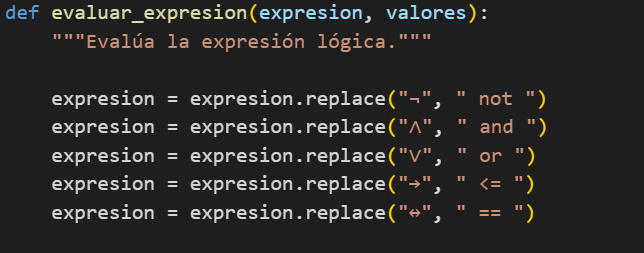 def evaluar_expresion(expresion, valores):
    """Evalúa la expresión lógica."""
    expresion = expresion.replace("¬", " not ")
    expresion = expresion.replace("∧", " and ")
    expresion = expresion.replace("∨", " or ")
    expresion = expresion.replace("→", " <= ")
    expresion = expresion.replace("↔", " == ")